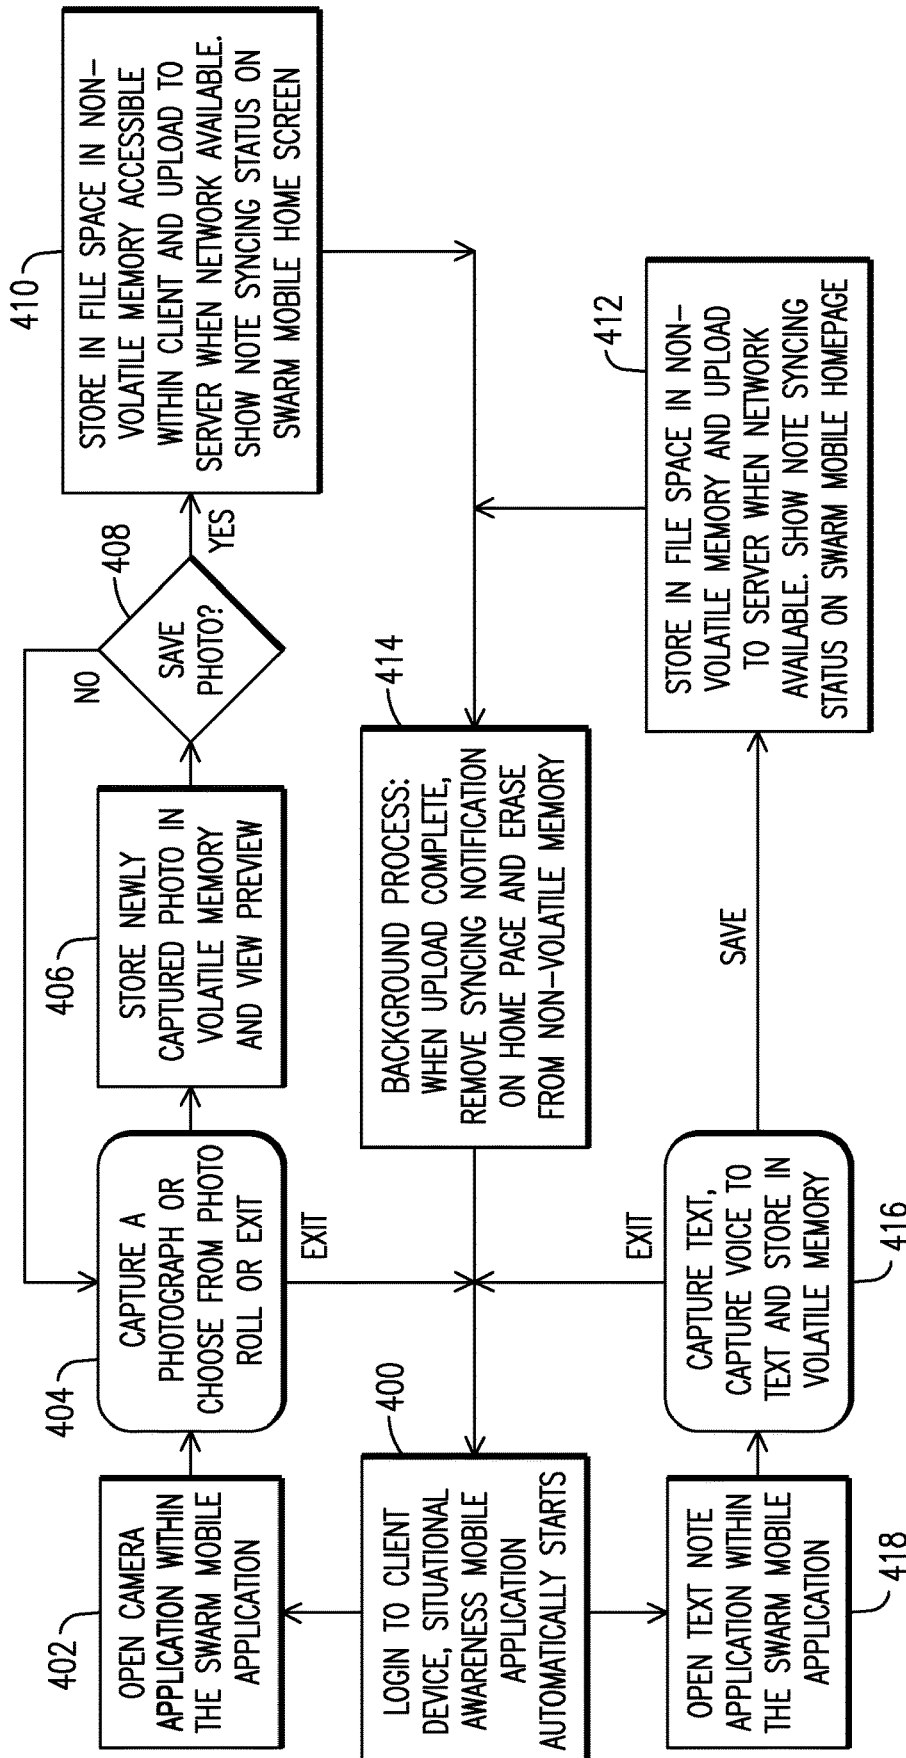 402
OPEN CAMERA
APPLICATION WITHIN
THE SWARM MOBILE
APPLICATION
404
CAPTURE A
PHOTOGRAPH OR
CHOOSE FROM PHOTO
ROLL OR EXIT
EXIT
406
STORE NEWLY
CAPTURED PHOTO IN
VOLATILE MEMORY
AND VIEW PREVIEW
408
SAVE
PHOTO?
NO
YES
410
STORE IN FILE SPACE IN NON-
VOLATILE MEMORY ACCESSIBLE
WITHIN CLIENT AND UPLOAD TO
SERVER WHEN NETWORK AVAILABLE.
SHOW NOTE SYNCING STATUS ON
SWARM MOBILE HOME SCREEN
400
LOGIN TO CLIENT
DEVICE, SITUATIONAL
AWARENESS MOBILE
APPLICATION
AUTOMATICALLY STARTS
414
BACKGROUND PROCESS:
WHEN UPLOAD COMPLETE,
REMOVE SYNCING NOTIFICATION
ON HOME PAGE AND ERASE
FROM NON-VOLATILE MEMORY
OPEN TEXT NOTE
APPLICATION WITHIN
THE SWARM MOBILE
APPLICATION
418
EXIT
CAPTURE TEXT,
CAPTURE VOICE TO
TEXT AND STORE IN
VOLATILE MEMORY
416
SAVE
412
STORE IN FILE SPACE IN NON-
VOLATILE MEMORY AND UPLOAD
TO SERVER WHEN NETWORK
AVAILABLE. SHOW NOTE SYNCING
STATUS ON SWARM MOBILE HOMEPAGE